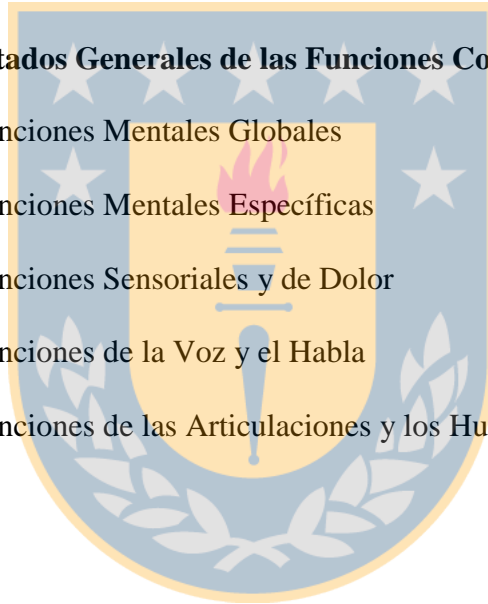 tados Generales de las Funciones Co
nciones Mentales Globales
nciones Mentales Específicas
nciones Sensoriales y de Dolor
nciones de la Voz y el Habla
nciones de las Articulaciones y los Hu